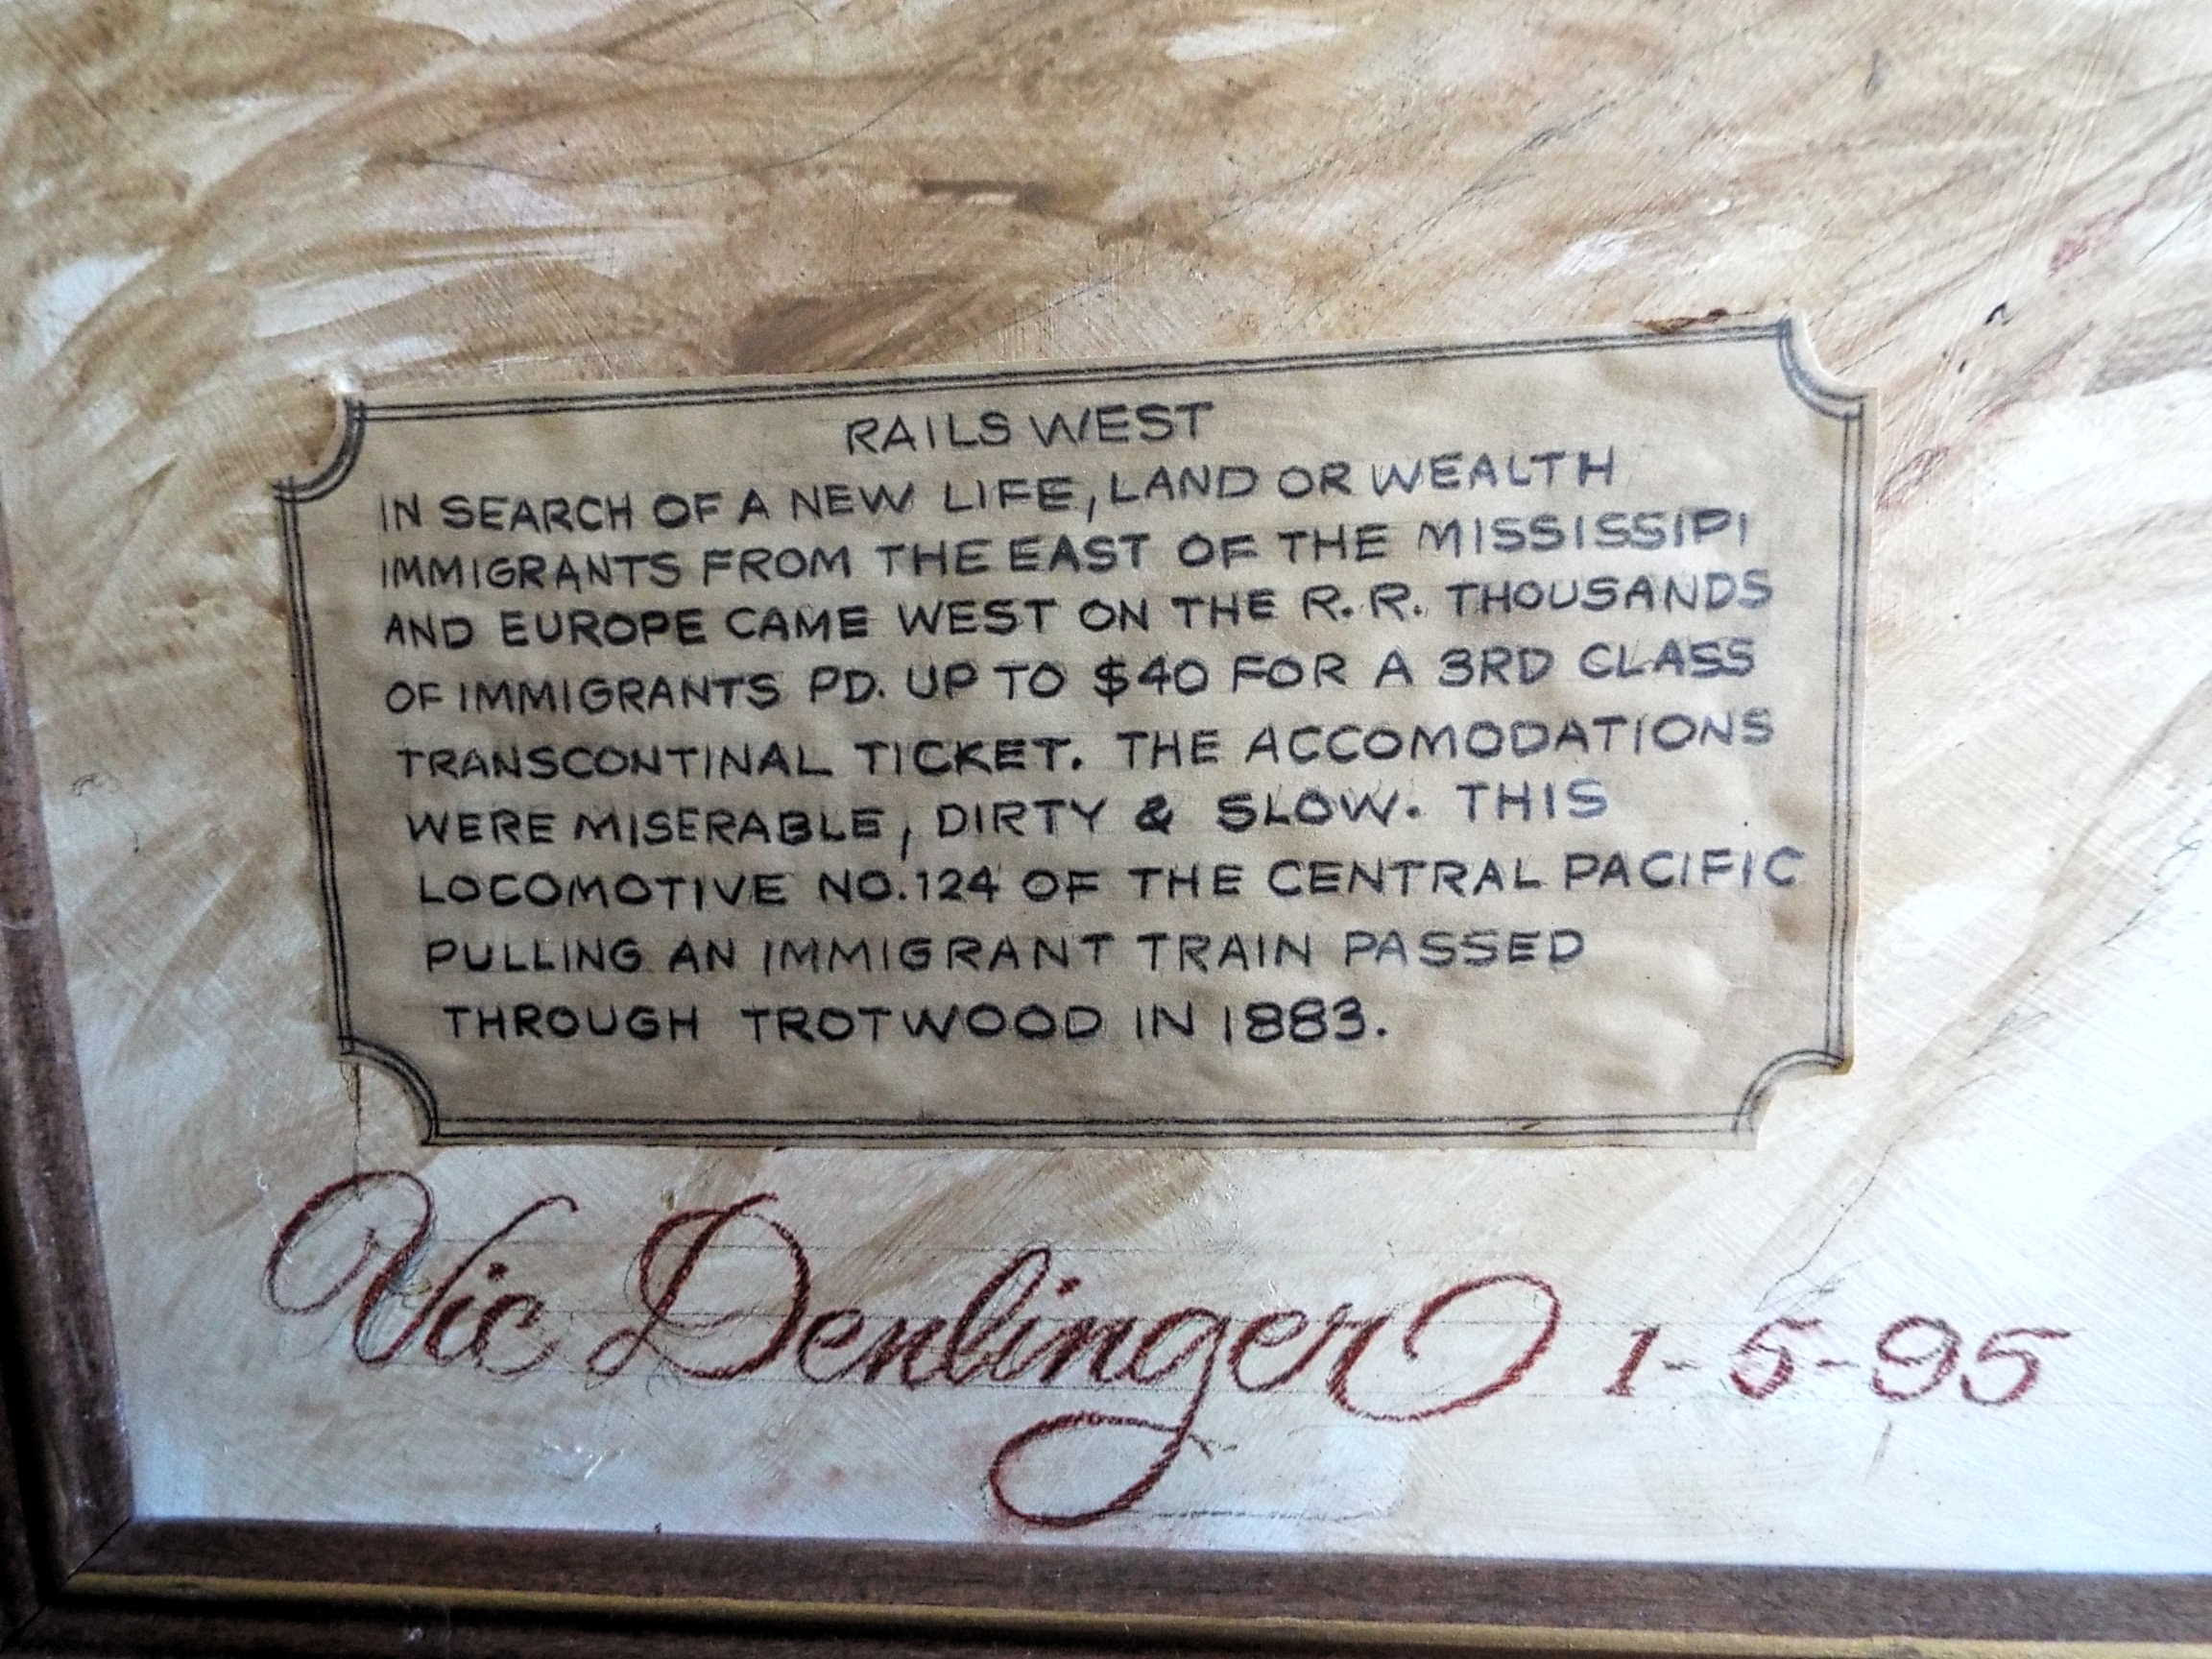 RAILS WEST
IN SEARCH OF A NEW LIFE, LAND OR WEALTH
IMMIGRANTS FROM THE EAST OF THE MISSISSIPI
AND EUROPE CAME WEST ON THE R.R. THOUSANDS
OF IMMIGRANTS PD. UP TO $40 FOR A 3RD CLASS
TRANSCONTINAL TICKET. THE ACCOMODATIONS
WERE MISERABLE, DIRTY & SLOW. THIS
LOCOMOTIVE NO.124 OF THE CENTRAL PACIFIC
PULLING AN IMMIGRANT TRAIN PASSED
THROUGH TROTWOOD IN 1883.
Vic Denlinger 1-5-95